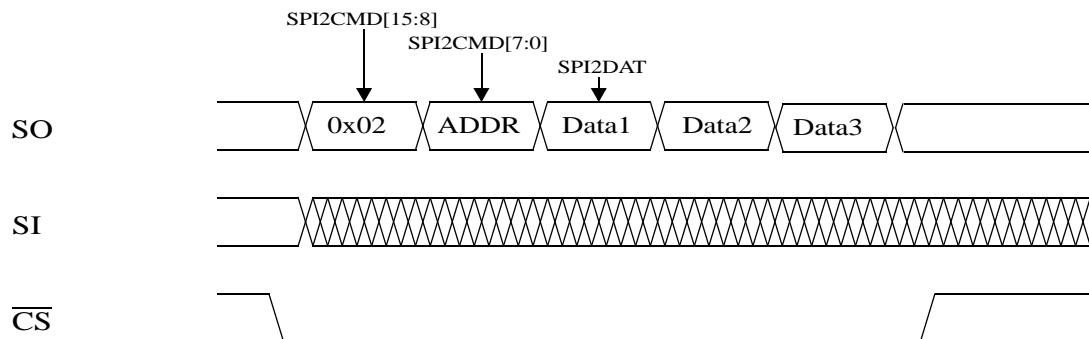 SPI2CMD[15:8]
SPI2CMD[7:0]
SPI2DAT
SO 0x02 ADDR Data1 Data2 Data3
SI
CS